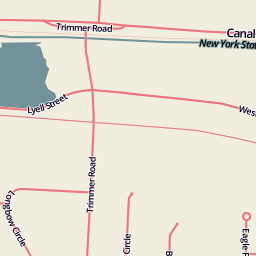 Trimmer Road
Canal
New York Stat
Lyell Street
Wes
Trimmer Road
Longbow Circle
Circle
B
Eagle F